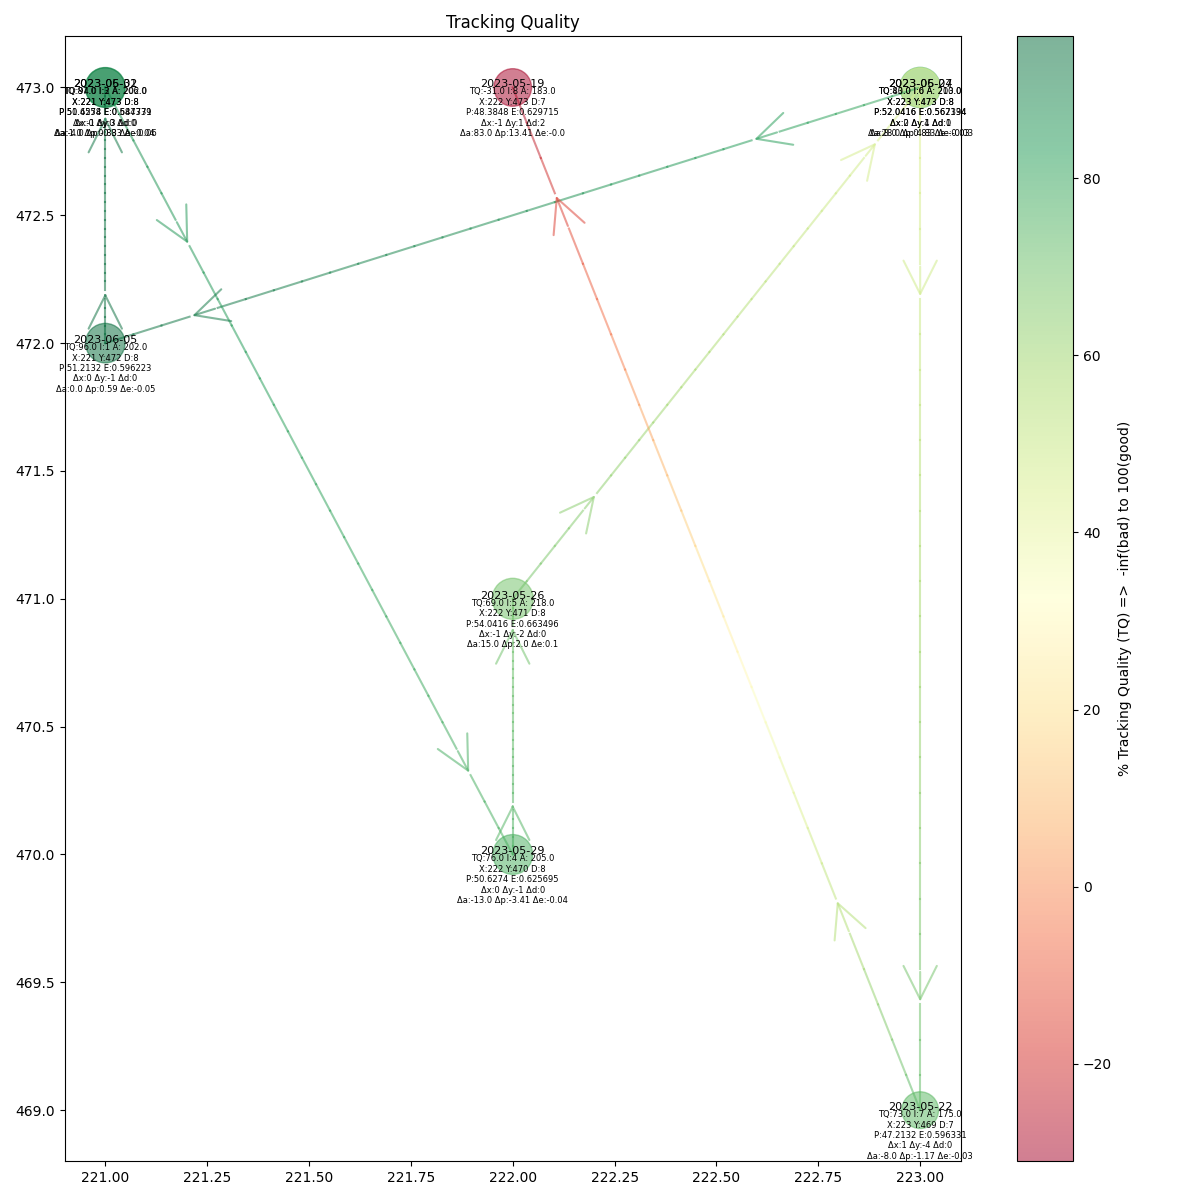 Tracking Quality
473.0
472.5
472.0
471.5
471.0
470.5
470.0
469.5
469.0
221.00
221.25
221.50
221.75
222.00
222.25
222.50
222.75
223.00
X:221 Y:473 D:8
2023-05-19
TQ:-31.0 I:8 A: 183.0
X:222 Y:473 D:7
P:48.3848 E:0.629715
Δx:-1 Δy:1 Δd:2
Δa:83.0 Δp:13.41 Δe:-0.0
X:223 Y:473 D:8
2023-06-05
TQ:96.0 I:1 A: 202.0
X:221 Y:472 D:8
P:51.2132 E:0.596223
Δx:0 Δy:-1 Δd:0
Δa:0.0 Δp:0.59 Δe:-0.05
2023-05-26
TQ:69.0 I:5 A: 218.0
X:222 Y:471 D:8
P:54.0416 E:0.663496
Δx:-1 Δy:-2 Δd:0
Δa:15.0 Δp:2.0 Δe:0.1
2023-05-29
TQ:76.0 I:4 A: 205.0
X:222 Y:470 D:8
P:50.6274 E:0.625695
Δx:0 Δy:-1 Δd:0
Δa:-13.0 Δp:-3.41 Δe:-0.04
2023-05-22
TQ:73.0 I:7 A: 175.0
X:223 Y:469 D:7
P:47.2132 E:0.596331
Δx:1 Δy:-4 Δd:0
Δa:-8.0 Δp:-1.17 Δe:-0.03
80
60
40
20
0
−20
% Tracking Quality (TQ) => -inf(bad) to 100(good)